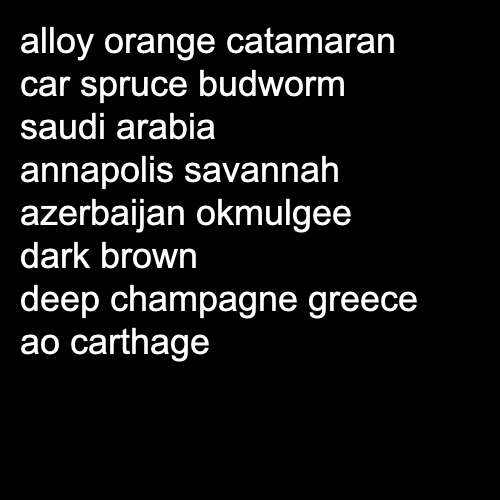 alloy orange catamaran
car spruce budworm
saudi arabia
annapolis savannah
azerbaijan okmulgee
dark brown
deep champagne greece
ao carthage